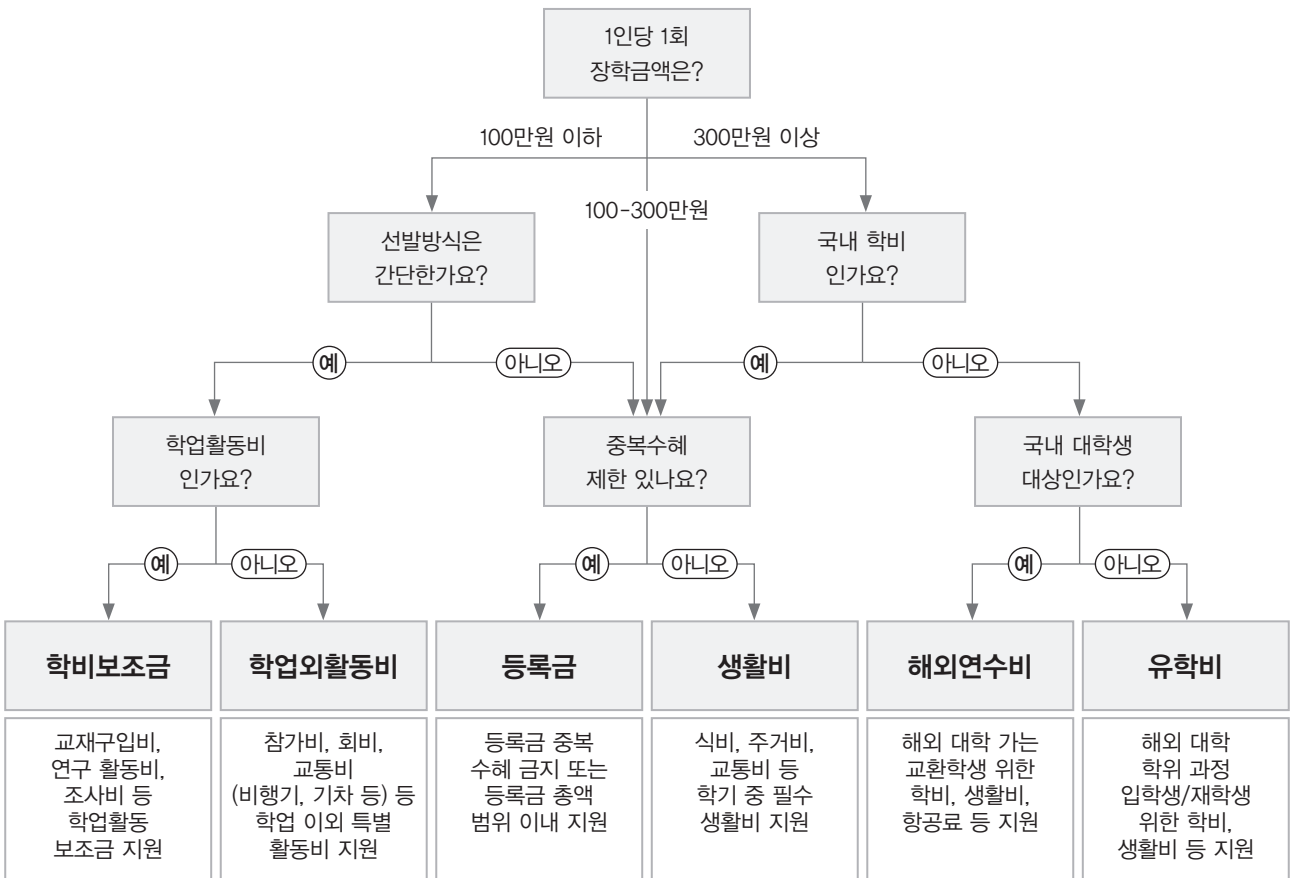 1인당 1회
장학금액은?
100만원 이하
300만원 이상
100-300만원
선발방식은
간단한가요?
국내 학비
인가요?
예
아니오
예
아니오
학업활동비
인가요?
중복수혜
제한 있나요?
국내 대학생
대상인가요?
예
아니오
예
아니오
예
아니오
학비보조금
학업외활동비
등록금
생활비
해외연수비
유학비
교재구입비,
연구 활동비,
조사비 등
학업활동
보조금 지원
참가비, 회비,
교통비
(비행기, 기차 등) 등
학업 이외 특별
활동비 지원
등록금 중복
수혜 금지 또는
등록금 총액
범위 이내 지원
식비, 주거비,
교통비 등
학기 중 필수
생활비 지원
해외 대학 가는
교환학생 위한
학비, 생활비,
항공료 등 지원
해외 대학
학위 과정
입학생/재학생
위한 학비,
생활비 등 지원